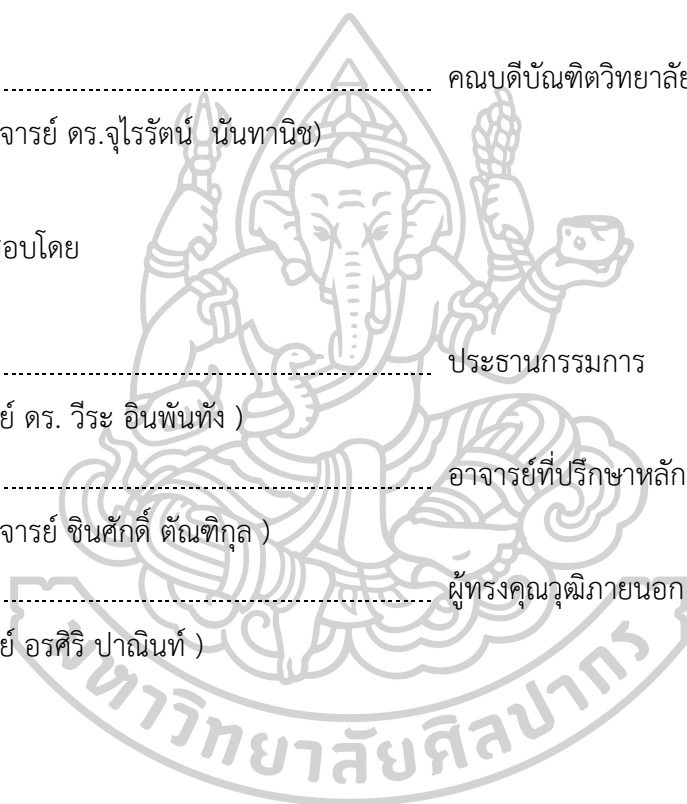 คณบดีบัณฑิตวิทยาลัย
จารย์ ดร.จุไรรัตน์ นันทานิช)
อบโดย
ประธานกรรมการ
ย์ ดร. วีระ อินพันทัง )
อาจารย์ที่ปรึกษาหลัก
จารย์ ชินศักดิ์ ตัณฑิกุล )
ผู้ทรงคุณวุฒิภายนอก
ย์ อรศิริ ปาณินท์ )
มหาวิทยาลัยศิลปากร